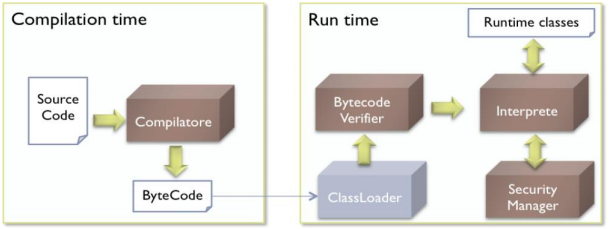 Compilation time
Source
Code
Compilatore
ByteCode
Run time
Runtime classes
Bytecode
Verifier
Interprete
ClassLoader
Security
Manager